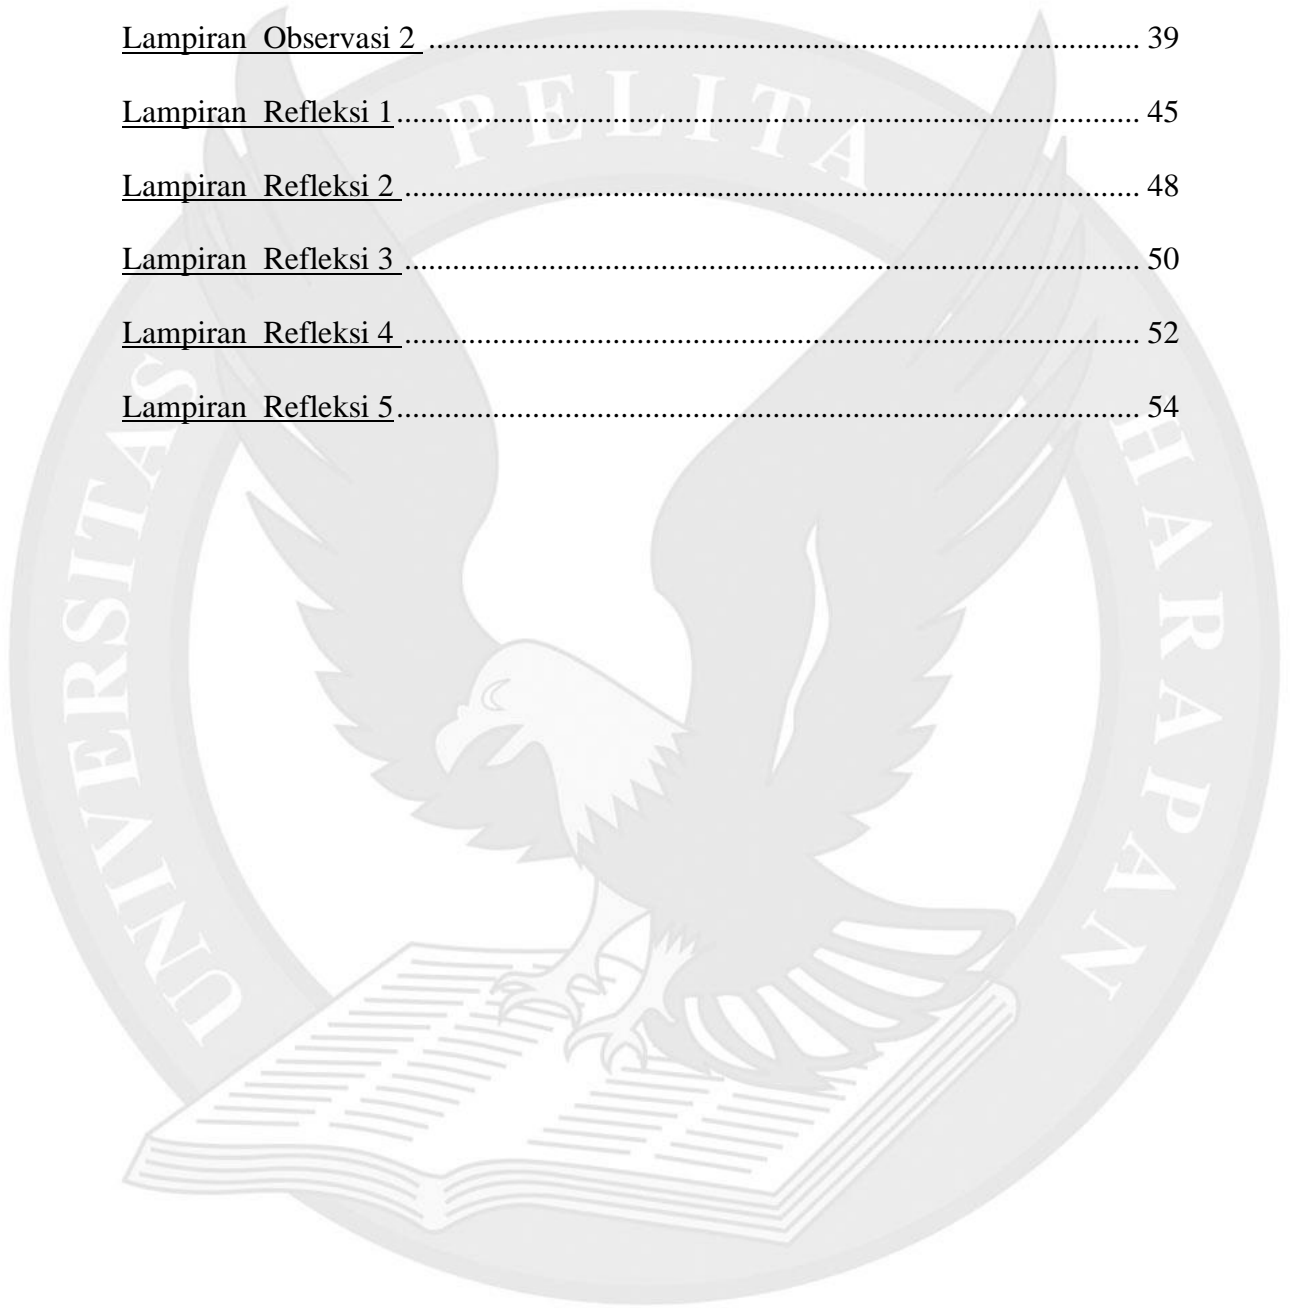 Lampiran Observasi 2 .......................................................................................... 39
Lampiran Refleksi 1.............................................................................................. 45
Lampiran Refleksi 2 ............................................................................................. 48
Lampiran Refleksi 3 ............................................................................................. 50
Lampiran Refleksi 4 ............................................................................................. 52
Lampiran Refleksi 5.............................................................................................. 54
UNIVERSITAS PELITA HARAPAN